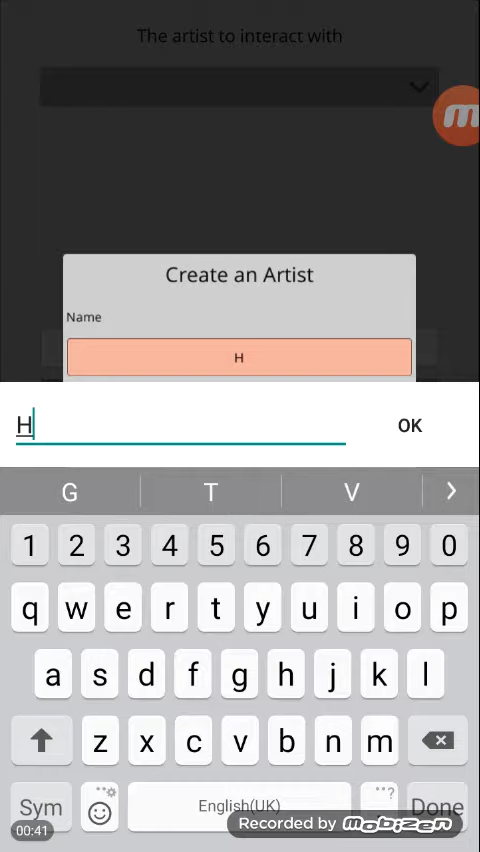 The artist to interact with
Create an Artist
Name
H
H OK
G T V >
1 2 3 4 5 6 7 8 9 0
q w e r t y u i o p
a s d f g h j k l
z x c v b n m
Sym English(UK) ? Done
00:41 Recorded by mobizen